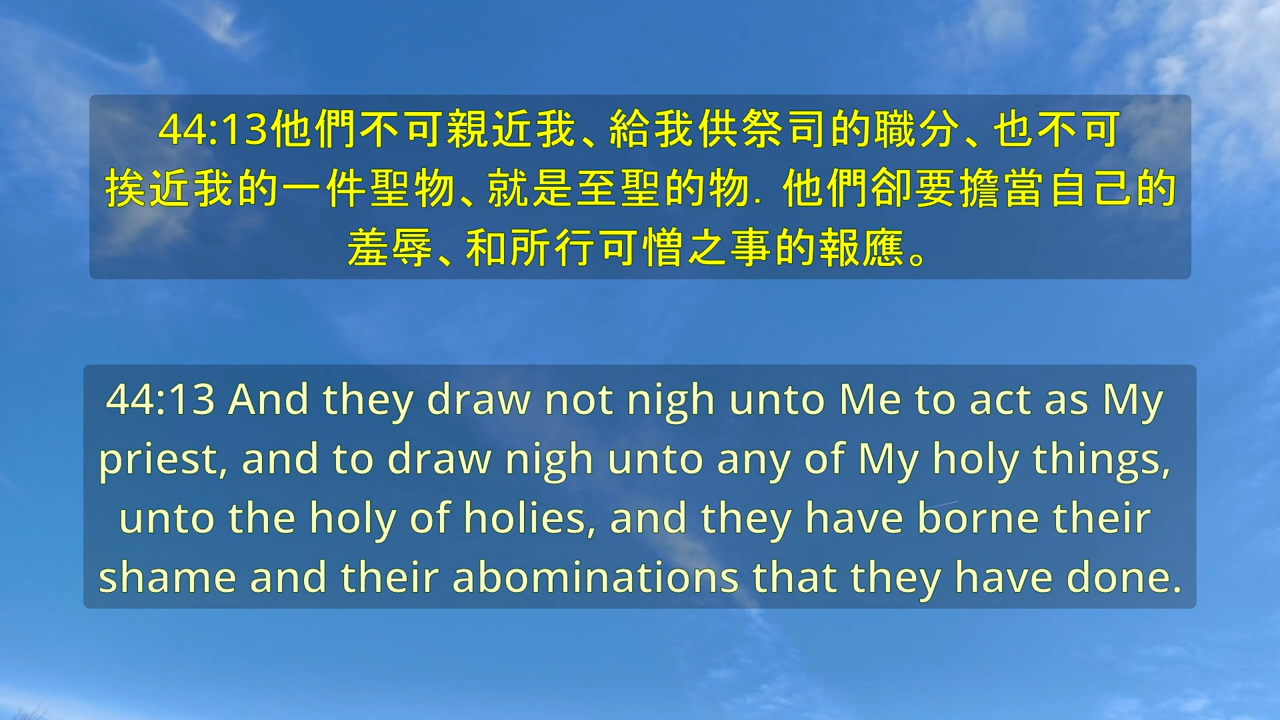 44:13他們不可親近我、給我供祭司的職分、也不可
挨近我的一件聖物、就是至聖的物. 他們卻要擔當自己的
羞辱、和所行可憎之事的報應。
44:13 And they draw not nigh unto Me to act as My
priest, and to draw nigh unto any of My holy things,
unto the holy of holies, and they have borne their
shame and their abominations that they have done.